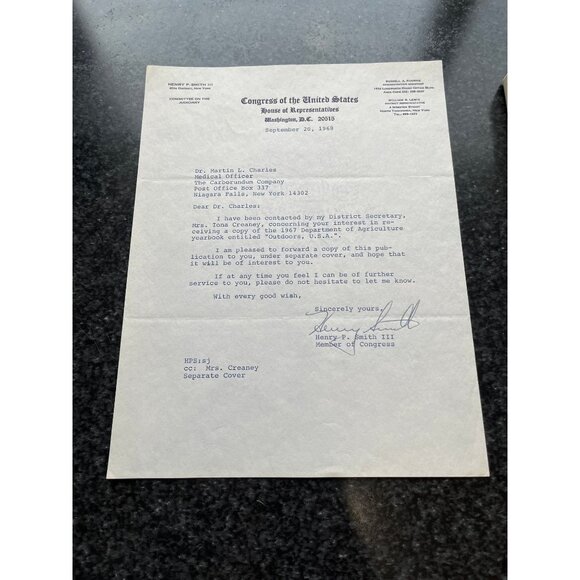 HENRY P. SMITH III
COMMITTEE ON THE
JUDICIARY
Congress of the United States
House of Representatives
Washington, D.C. 20515
September 20, 1968
ADMINISTRATIVE ASSISTANT
DISTRICT REPRESENTATIVE
Dr. Martin L. Charles
Medical Officer
The Carborundum Company
Post Office Box 337
Niagara Falls, New York 14302
Dear Dr. Charles:
I have been contacted by my District Secretary,
Mrs. Iona Creaney, concerning your interest in re-
ceiving a copy of the 1967 Department of Agriculture
yearbook entitled "Outdoors, U.S.A.".
I am pleased to forward a copy of this pub-
lication to you, under separate cover, and hope that
it will be of interest to you.
If at any time you feel I can be of further
service to you, please do not hesitate to let me know.
With every good wish,
Sincerely yours,
Henry P. Smith III
Member of Congress
HPS:sj
cc: Mrs. Creaney
Separate Cover